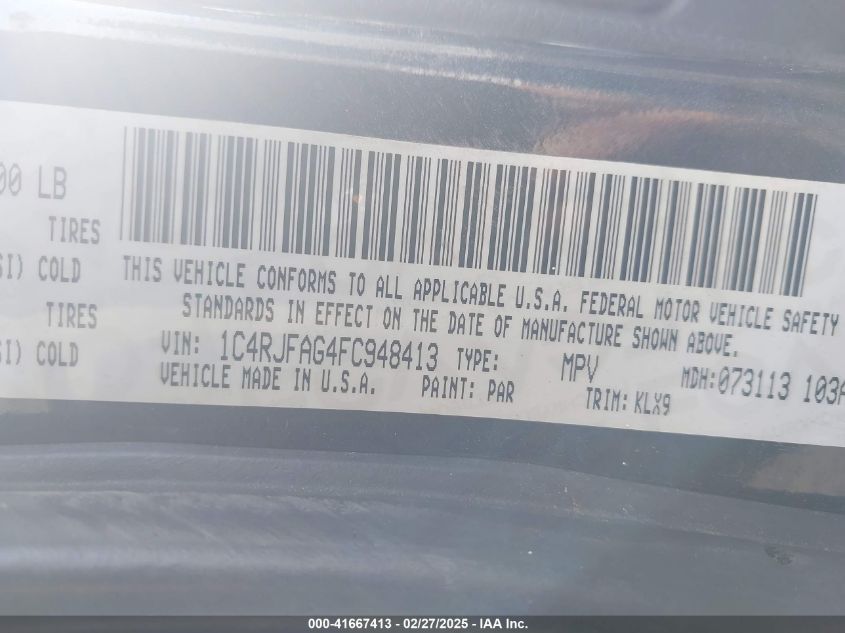 00 LB
TIRES
SI) COLD
THIS VEHICLE CONFORMS TO ALL APPLICABLE U.S.A. FEDERAL MOTOR VEHICLE SAFETY
STANDARDS IN EFFECT ON THE DATE OF MANUFACTURE SHOWN ABOVE.
TIRES
SI) COLD
VIN: 1C4RJFAG4FC948413 TYPE: MPV MDH:073113 103A
VEHICLE MADE IN U.S.A. PAINT: PAR TRIM: KLX9
000-41667413 - 02/27/2025 - IAA Inc.